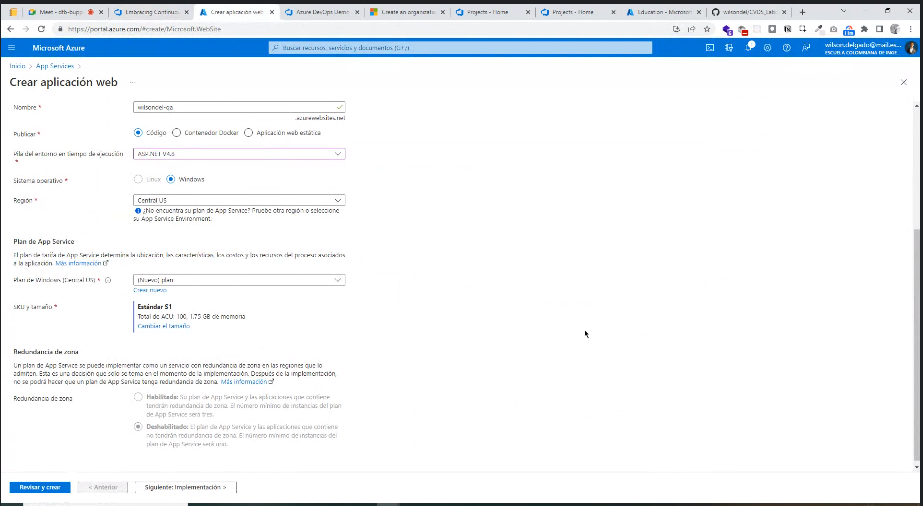 Meet - dfb-bupp
Embracing Continuous
Crear aplicación web
Azure DevOps Demo
Create an organizatio
Projects - Home
Projects - Home
Education - Microsoft
wilsondel/CVDS_Lab
https://portal.azure.com/#create/Microsoft.WebSite
Microsoft Azure
Busca recursos, servicios y documentos (G+/)
wilson.delgado@mail.es...
ESCUELA COLOMBIANA DE INGE...
Inicio > App Services >
Crear aplicación web ...
Nombre *
wilsondel-qa
.azurewebsites.net
Publicar *
Código
Contenedor Docker
Aplicación web estática
Pila del entorno en tiempo de ejecución *
ASP.NET V4.8
Sistema operativo *
Linux
Windows
Región *
Central US
¿No encuentra su plan de App Service? Pruebe otra región o seleccione
su App Service Environment.
Plan de App Service
El plan de tarifa de App Service determina la ubicación, las características, los costos y los recursos del proceso asociados
a la aplicación. Más información
Plan de Windows (Central US) *
(Nuevo) plan
Crear nuevo
SKU y tamaño *
Estándar S1
Total de ACU: 100, 1.75 GB de memoria
Cambiar el tamaño
Redundancia de zona
Un plan de App Service se puede implementar como un servicio con redundancia de zona en las regiones que lo
admiten. Esta es una decisión que solo se toma en el momento de la implementación. Después de la implementación,
no se podrá hacer que un plan de App Service tenga redundancia de zona. Más información
Redundancia de zona
Habilitado: Su plan de App Service y las aplicaciones que contiene
tendrán redundancia de zona. El número mínimo de instancias del plan
de App Service será tres.
Deshabilitado: El plan de App Service y las aplicaciones que contiene
no tendrán redundancia de zona. El número mínimo de instancias del
plan de App Service será uno.
Revisar y crear
< Anterior
Siguiente: Implementación >